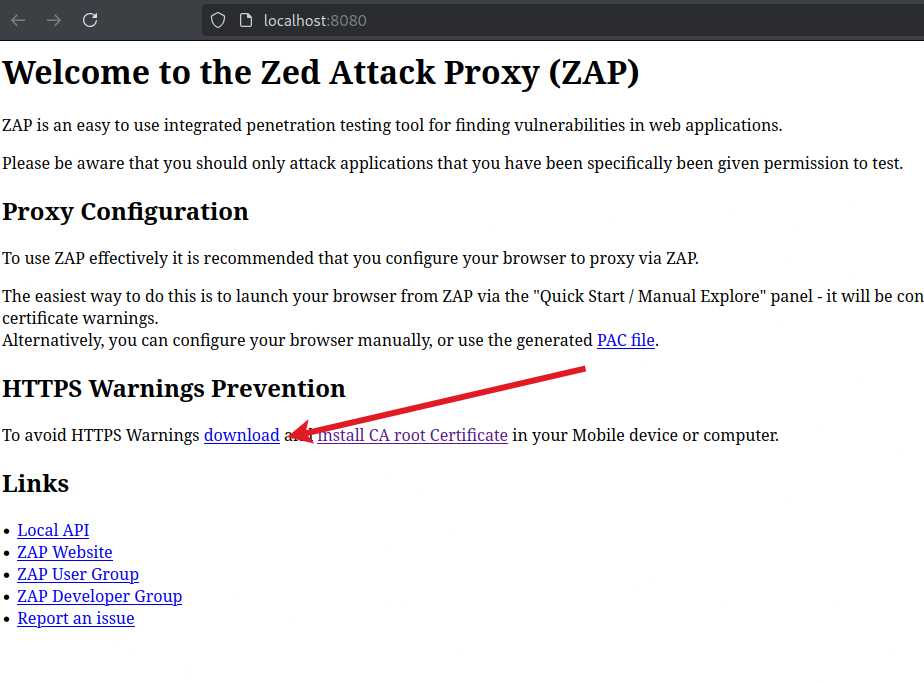 localhost:8080
Welcome to the Zed Attack Proxy (ZAP)
ZAP is an easy to use integrated penetration testing tool for finding vulnerabilities in web applications.
Please be aware that you should only attack applications that you have been specifically been given permission to test.
Proxy Configuration
To use ZAP effectively it is recommended that you configure your browser to proxy via ZAP.
The easiest way to do this is to launch your browser from ZAP via the "Quick Start / Manual Explore" panel - it will be con
certificate warnings.
Alternatively, you can configure your browser manually, or use the generated PAC file.
HTTPS Warnings Prevention
To avoid HTTPS Warnings download and install CA root Certificate in your Mobile device or computer.
Links
• Local API
• ZAP Website
• ZAP User Group
• ZAP Developer Group
• Report an issue